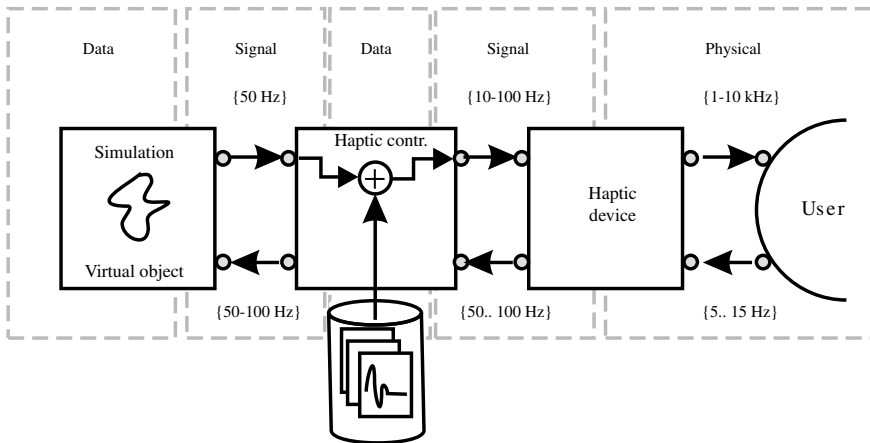 Data
Signal
Data
Signal
Physical
{50 Hz}
{10-100 Hz}
{1-10 kHz}
Simulation
Haptic contr.
Haptic
device
User
Virtual object
{50-100 Hz}
{50.. 100 Hz}
{5.. 15 Hz}